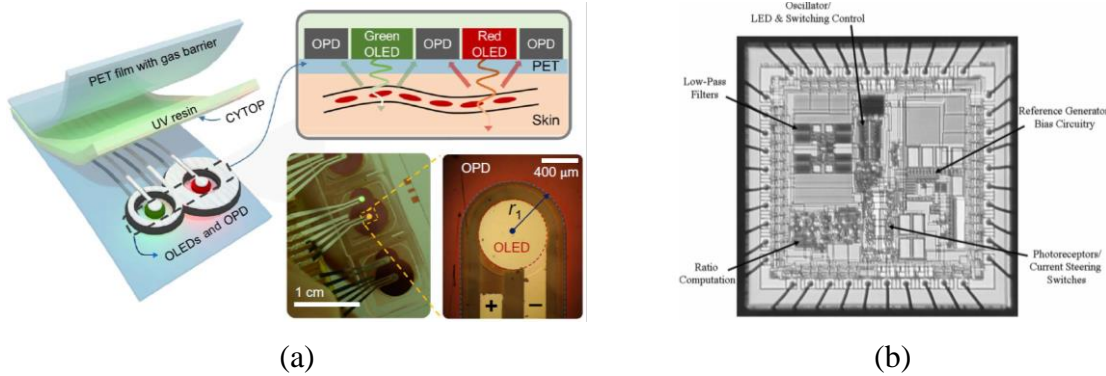 PET film with gas barrier
UV resin
CYTOP
OLEDs and OPD
OPD
Green
OLED
OPD
Red
OLED
OPD
PET
Skin
1 cm
OPD
400 μm
r₁
OLED
+
−
(a)
Oscillator/
LED & Switching Control
Low-Pass
Filters
Reference Generator
Bias Circuitry
Ratio
Computation
Photoreceptors/
Current Steering
Switches
(b)